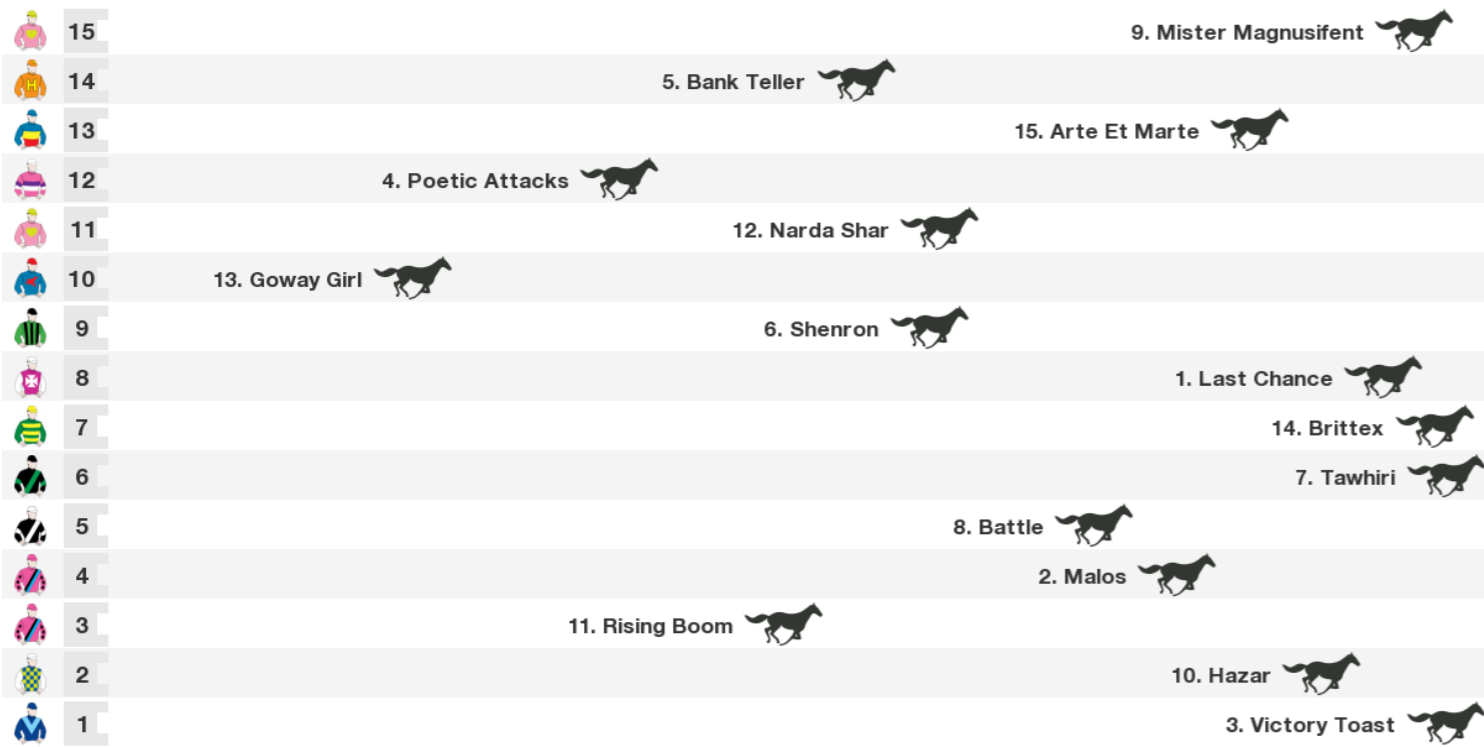 15 9. Mister Magnusifent
H 14 5. Bank Teller
13 15. Arte Et Marte
12 4. Poetic Attacks
11 12. Narda Shar
10 13. Goway Girl
9 6. Shenron
8 1. Last Chance
7 14. Brittex
6 7. Tawhiri
5 8. Battle
4 2. Malos
3 11. Rising Boom
2 10. Hazar
1 3. Victory Toast